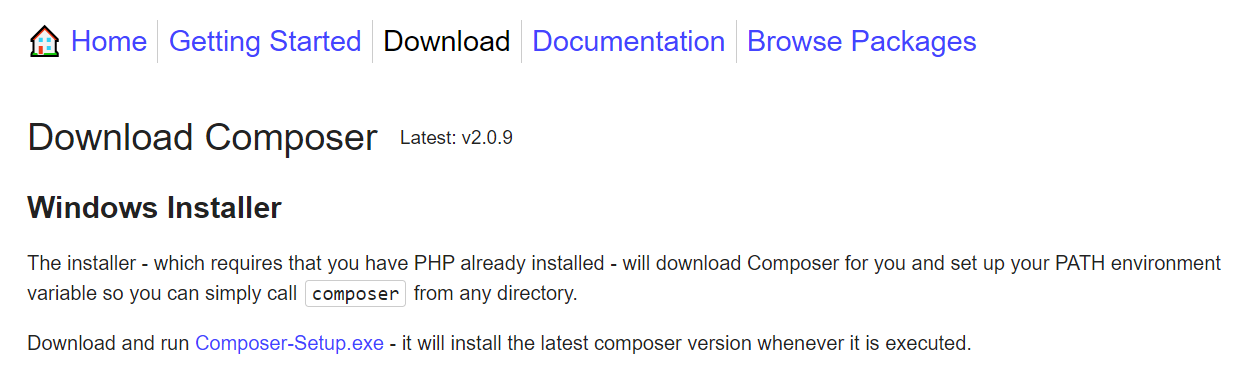 Home Getting Started Download Documentation Browse Packages
Download Composer Latest: v2.0.9
Windows Installer
The installer - which requires that you have PHP already installed - will download Composer for you and set up your PATH environment
variable so you can simply call composer from any directory.
Download and run Composer-Setup.exe - it will install the latest composer version whenever it is executed.